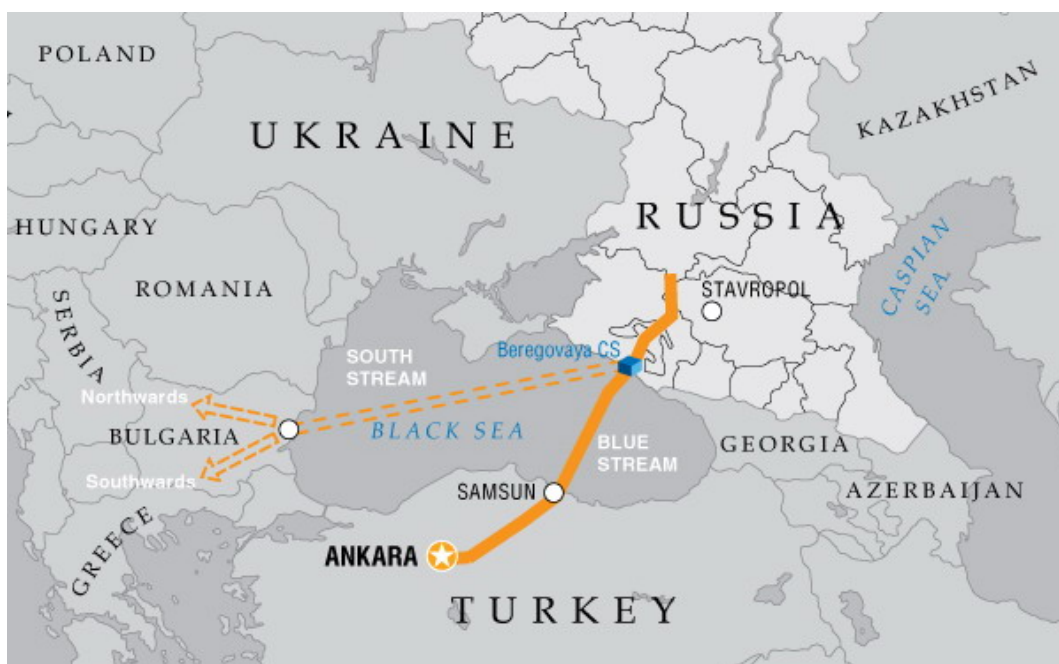 POLAND
UKRAINE
KAZAKHSTAN
HUNGARY
RUSSIA
CASPIAN
SEA
ROMANIA
STAVROPOL
SERBIA
SOUTH
STREAM
Beregovaya CS
Northwards
BULGARIA
BLACK SEA
BLUE
STREAM
GEORGIA
Southwards
SAMSUN
AZERBAIJAN
GREECE
ANKARA
TURKEY